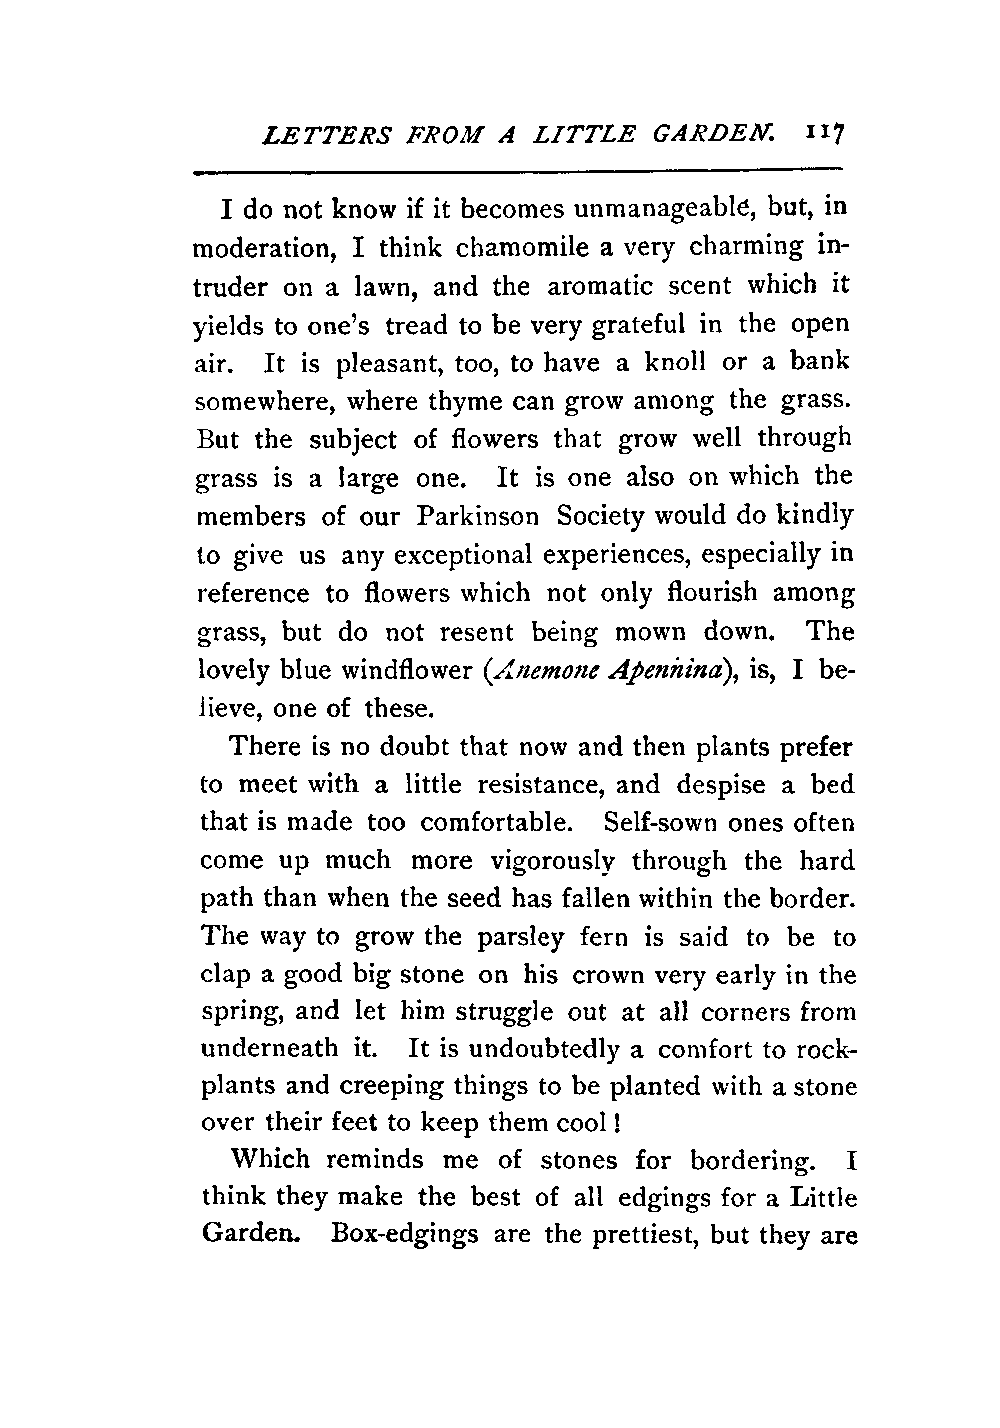 LETTERS FROM A LITTLE GARDEN. 117
I do not know if it becomes unmanageable, but, in
moderation, I think chamomile a very charming in-
truder on a lawn, and the aromatic scent which it
yields to one's tread to be very grateful in the open
air. It is pleasant, too, to have a knoll or a bank
somewhere, where thyme can grow among the grass.
But the subject of flowers that grow well through
grass is a large one. It is one also on which the
members of our Parkinson Society would do kindly
to give us any exceptional experiences, especially in
reference to flowers which not only flourish among
grass, but do not resent being mown down. The
lovely blue windflower (Anemone Apennina), is, I be-
lieve, one of these.
There is no doubt that now and then plants prefer
to meet with a little resistance, and despise a bed
that is made too comfortable. Self-sown ones often
come up much more vigorously through the hard
path than when the seed has fallen within the border.
The way to grow the parsley fern is said to be to
clap a good big stone on his crown very early in the
spring, and let him struggle out at all corners from
underneath it. It is undoubtedly a comfort to rock-
plants and creeping things to be planted with a stone
over their feet to keep them cool!
Which reminds me of stones for bordering. I
think they make the best of all edgings for a Little
Garden. Box-edgings are the prettiest, but they are